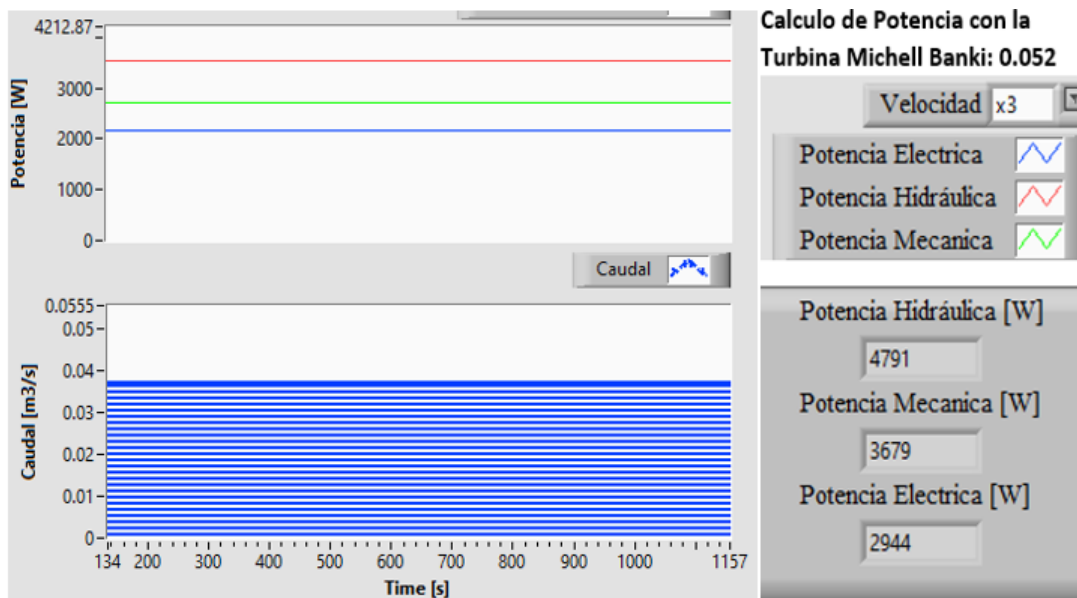 4212.87
3000
2000
1000
0
Potencia [W]
Caudal
0.0555
0.05
0.04
0.03
0.02
0.01
0
Caudal [m3/s]
134 200 300 400 500 600 700 800 900 1000 1157
Time [s]
Calculo de Potencia con la
Turbina Michell Banki: 0.052
Velocidad x3
Potencia Electrica
Potencia Hidráulica
Potencia Mecanica
Potencia Hidráulica [W]
4791
Potencia Mecanica [W]
3679
Potencia Electrica [W]
2944